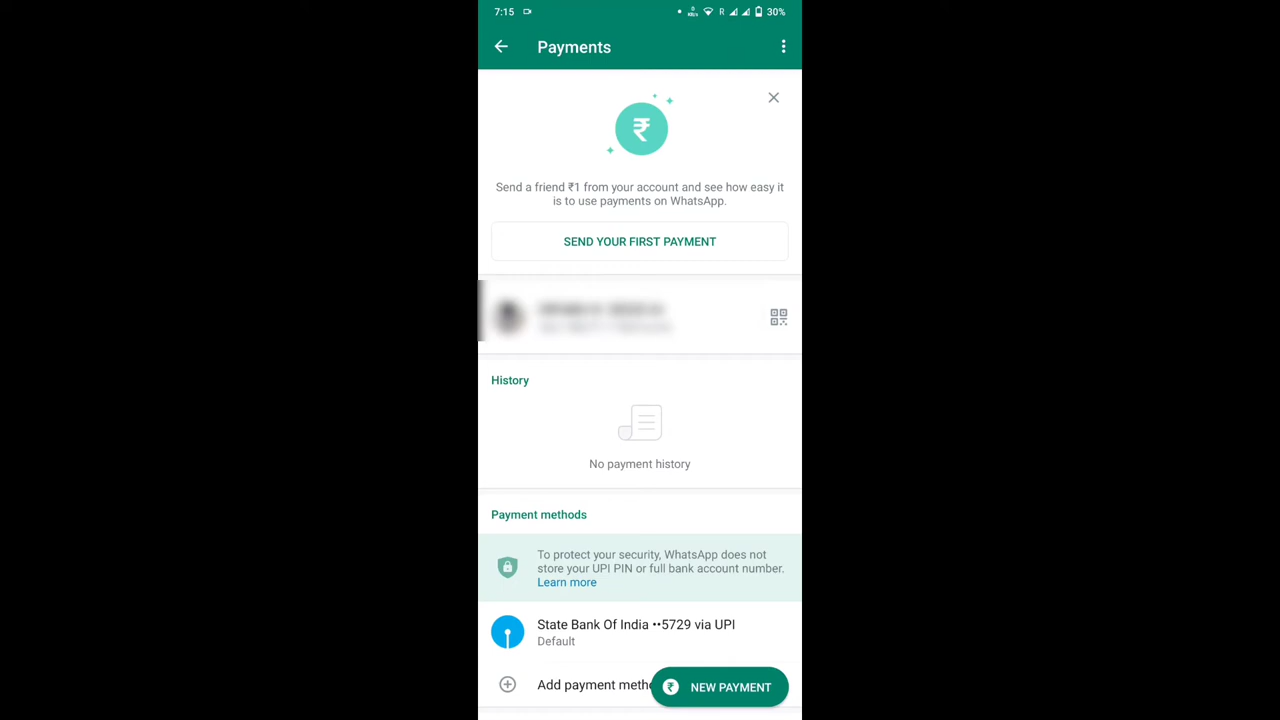 7:15
0
KB/s
R
30%
Payments
₹
Send a friend ₹1 from your account and see how easy it
is to use payments on WhatsApp.
SEND YOUR FIRST PAYMENT
History
No payment history
Payment methods
To protect your security, WhatsApp does not
store your UPI PIN or full bank account number.
Learn more
State Bank Of India ••5729 via UPI
Default
Add payment
₹ NEW PAYMENT